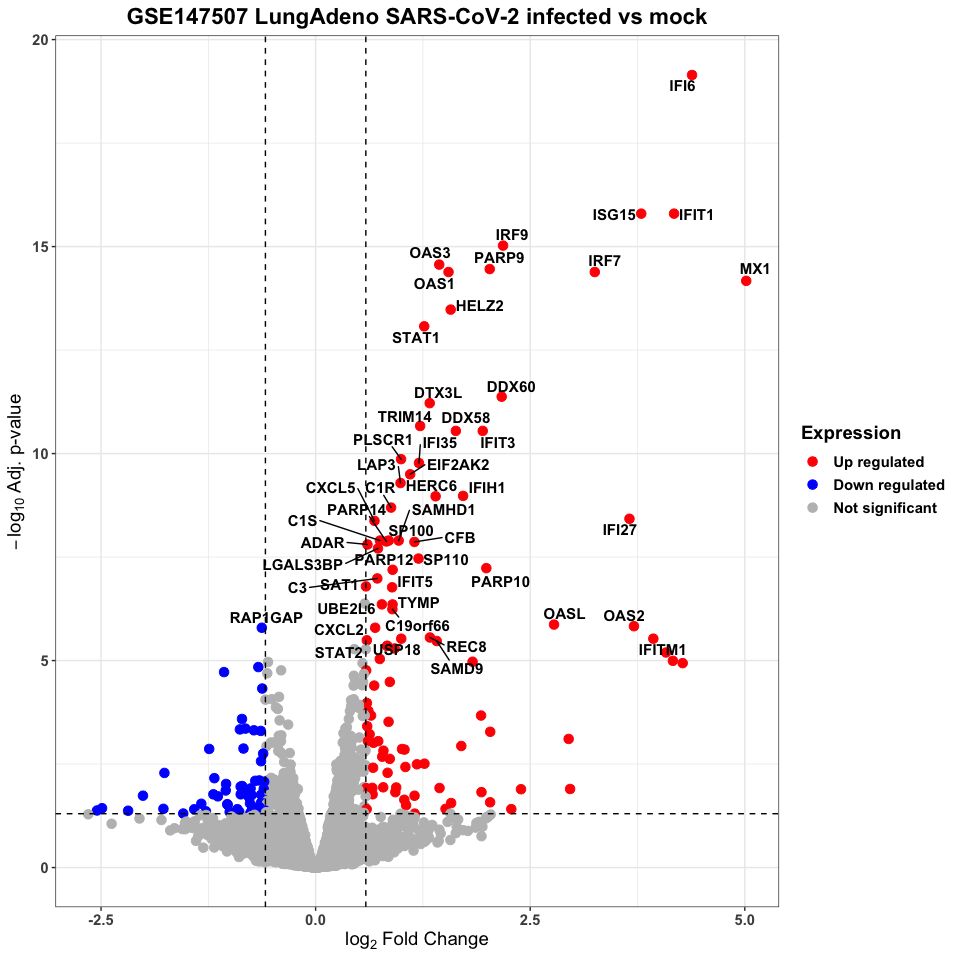 GSE147507 LungAdeno SARS-CoV-2 infected vs mock
20
IFI6
ISG15
IFIT1
IRF9
15
OAS3
PARP9
IRF7
MX1
OAS1
HELZ2
STAT1
DDX60
DTX3L
TRIM14
DDX58
PLSCR1
IFI35
IFIT3
10
LAP3
EIF2AK2
CXCL5
C1R
HERC6
IFIH1
PARP14
SAMHD1
C1S
SP100
IFI27
ADAR
CFB
LGALS3BP
PARP12
SP110
C3
SAT1
IFIT5
PARP10
UBE2L6
TYMP
RAP1GAP
CXCL2
C19orf66
OASL
OAS2
STAT2
USP18
REC8
IFITM1
SAMD9
5
0
-2.5
0.0
2.5
5.0
log2 Fold Change
−log10 Adj. p-value
Expression
Up regulated
Down regulated
Not significant